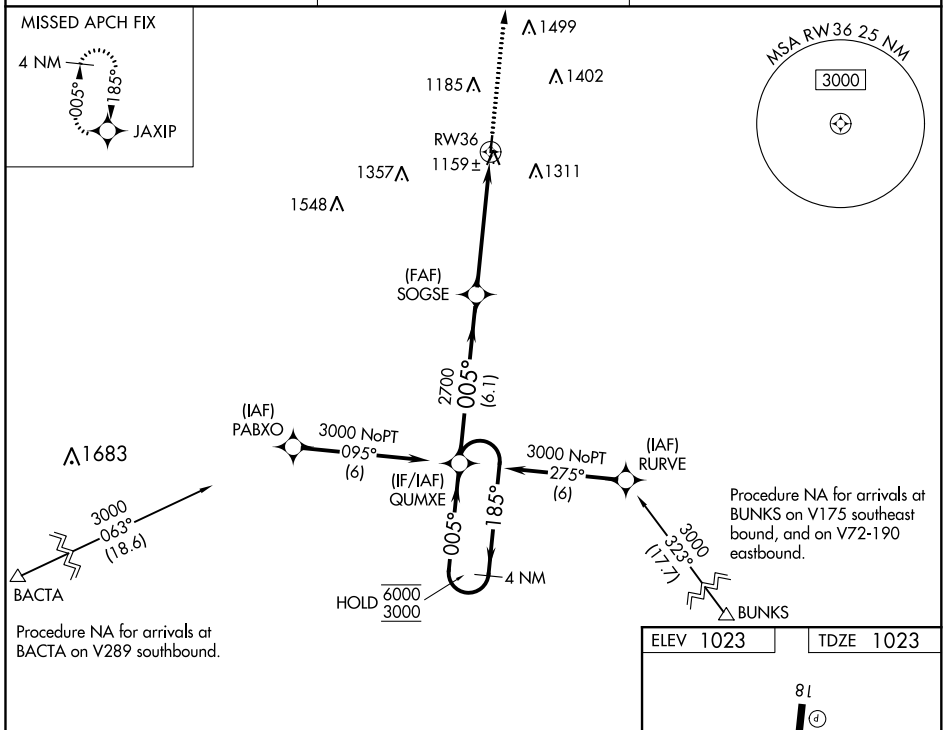 MISSED APCH FIX
4 NM
005°
185°
JAXIP
1499
1185
1402
RW36
1159±
1357
1311
1548
MSA RW36 25 NM
3000
(FAF)
SOGSE
2700
005°
(6.1)
(IAF)
PABXO
3000 NoPT
095°
(6)
(IF/IAF)
QUMXE
3000 NoPT
275°
(6)
(IAF)
RURVE
1683
3000
063°
(18.6)
BACTA
Procedure NA for arrivals at
BACTA on V289 southbound.
005°
185°
4 NM
HOLD 6000
3000
3000
323°
(17.7)
BUNKS
Procedure NA for arrivals at
BUNKS on V175 southeast
bound, and on V72-190
eastbound.
ELEV 1023
TDZE 1023
18
P